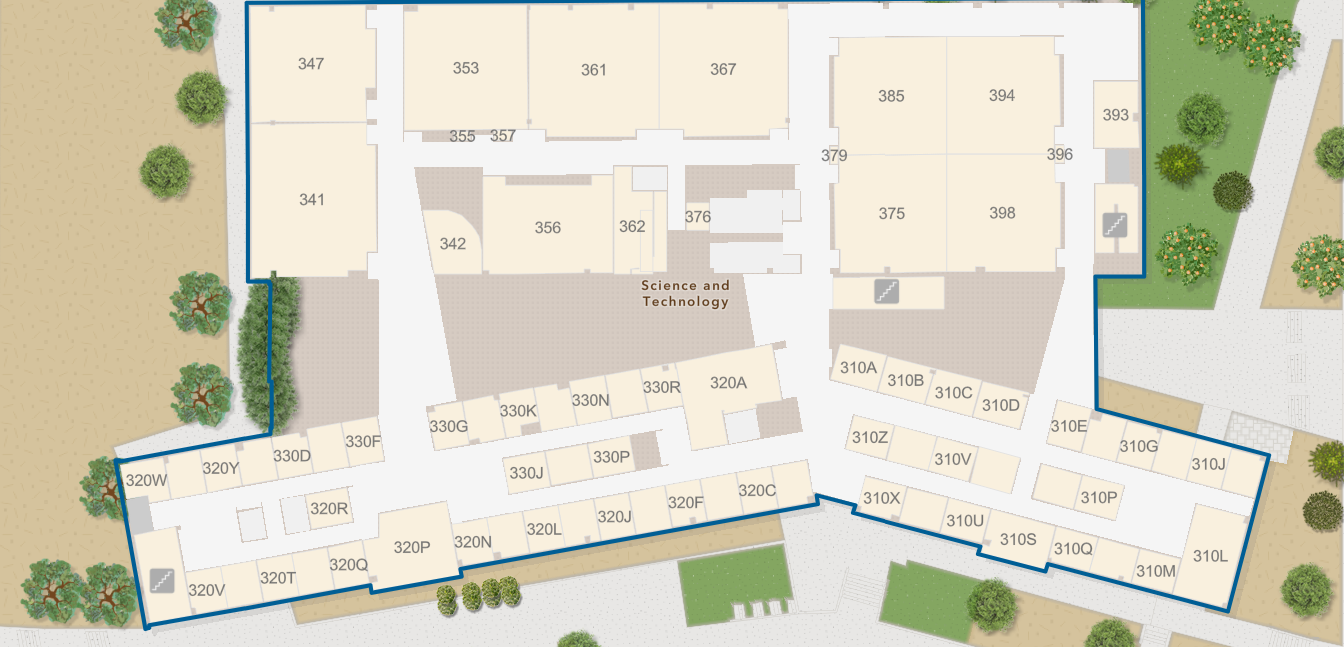 347
353
361
367
385
394
393
355
357
379
396
341
342
356
362
376
375
398
Science and
Technology
310A
310B
310C
310D
320A
330R
330N
330K
330G
330F
330D
320Y
320W
310E
310G
310J
310Z
310V
310P
330P
330J
320R
320C
320F
320J
320L
320N
320P
320Q
320T
320V
310X
310U
310S
310Q
310M
310L